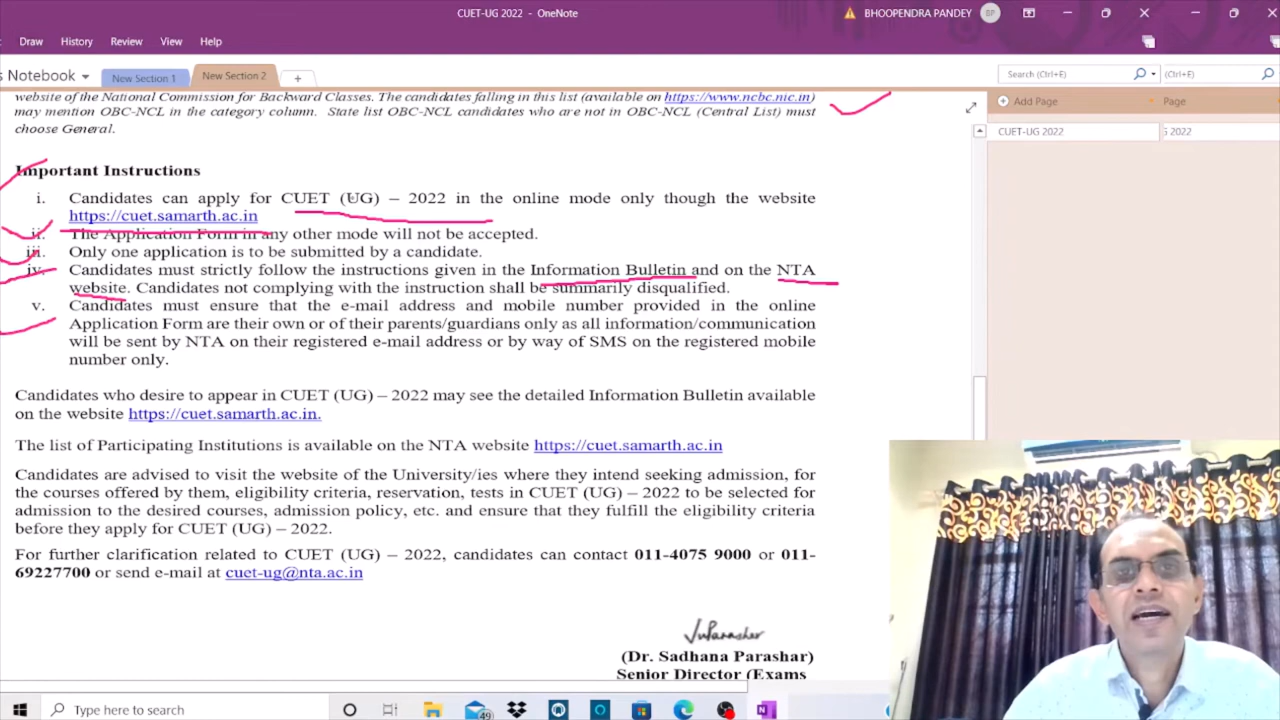 CUET-UG 2022 - OneNote
BHOOPENDRA PANDEY
BP
Draw History Review View Help
s Notebook
New Section 1
New Section 2
+
Search (Ctrl+E)
(Ctrl+E)
Add Page
Page
CUET-UG 2022
2022
website of the National Commission for Backward Classes. The candidates falling in this list (available on https://www.ncbc.nic.in)
may mention OBC-NCL in the category column. State list OBC-NCL candidates who are not in OBC-NCL (Central List) must
choose General.
Important Instructions
i. Candidates can apply for CUET (UG) – 2022 in the online mode only though the website
https://cuet.samarth.ac.in
ii. The Application Form in any other mode will not be accepted.
iii. Only one application is to be submitted by a candidate.
iv. Candidates must strictly follow the instructions given in the Information Bulletin and on the NTA
website. Candidates not complying with the instruction shall be summarily disqualified.
v. Candidates must ensure that the e-mail address and mobile number provided in the online
Application Form are their own or of their parents/guardians only as all information/communication
will be sent by NTA on their registered e-mail address or by way of SMS on the registered mobile
number only.
Candidates who desire to appear in CUET (UG) – 2022 may see the detailed Information Bulletin available
on the website https://cuet.samarth.ac.in.
The list of Participating Institutions is available on the NTA website https://cuet.samarth.ac.in
Candidates are advised to visit the website of the University/ies where they intend seeking admission, for
the courses offered by them, eligibility criteria, reservation, tests in CUET (UG) – 2022 to be selected for
admission to the desired courses, admission policy, etc. and ensure that they fulfill the eligibility criteria
before they apply for CUET (UG) – 2022.
For further clarification related to CUET (UG) – 2022, candidates can contact 011-4075 9000 or 011-
69227700 or send e-mail at cuet-ug@nta.ac.in
(Dr. Sadhana Parashar)
Senior Director (Exams
Type here to search
49